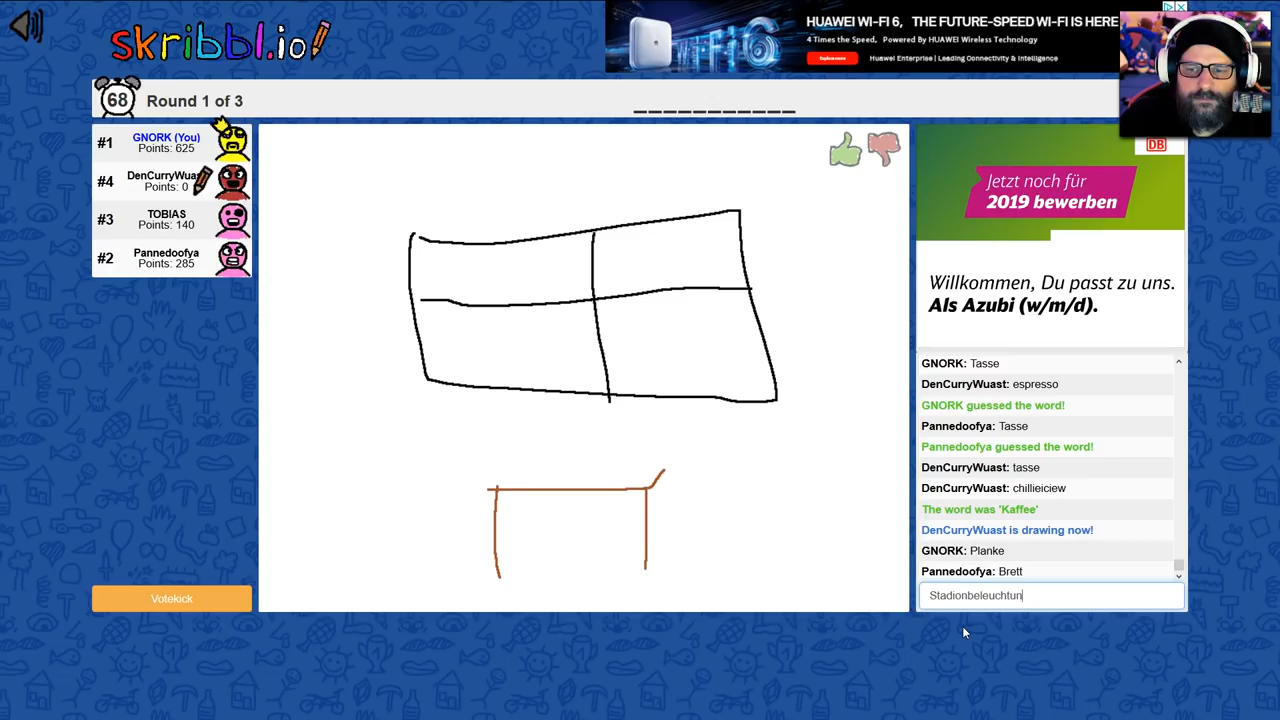 skribbl.io
HUAWEI WI-FI 6, THE FUTURE-SPEED WI-FI IS HERE
4 Times the Speed, Powered By HUAWEI Wireless Technology
Explore more
Huawei Enterprise | Leading Connectivity & Intelligence
68
Round 1 of 3
___________
#1
GNORK (You)
Points: 625
#4
DenCurryWuas
Points: 0
#3
TOBIAS
Points: 140
#2
Pannedoofya
Points: 285
Votekick
DB
Jetzt noch für
2019 bewerben
Willkommen, Du passt zu uns.
Als Azubi (w/m/d).
GNORK: Tasse
DenCurryWuast: espresso
GNORK guessed the word!
Pannedoofya: Tasse
Pannedoofya guessed the word!
DenCurryWuast: tasse
DenCurryWuast: chillieiciew
The word was 'Kaffee'
DenCurryWuast is drawing now!
GNORK: Planke
Pannedoofya: Brett
Stadionbeleuchtun